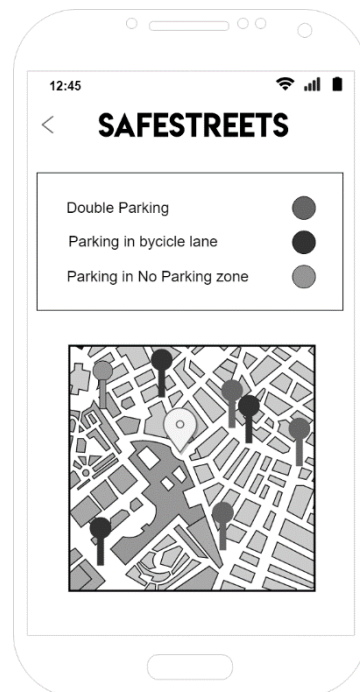 12:45
SAFESTREETS
Double Parking
Parking in bycicle lane
Parking in No Parking zone